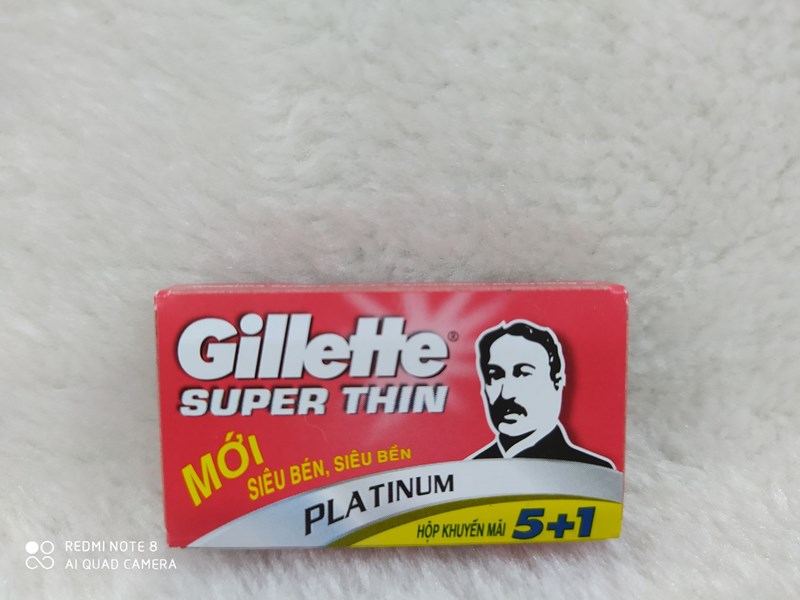 Gillette®
SUPER THIN
MỚI
SIÊU BÉN, SIÊU BỀN
PLATINUM
HỘP KHUYẾN MÃI 5+1
REDMI NOTE 8
AI QUAD CAMERA